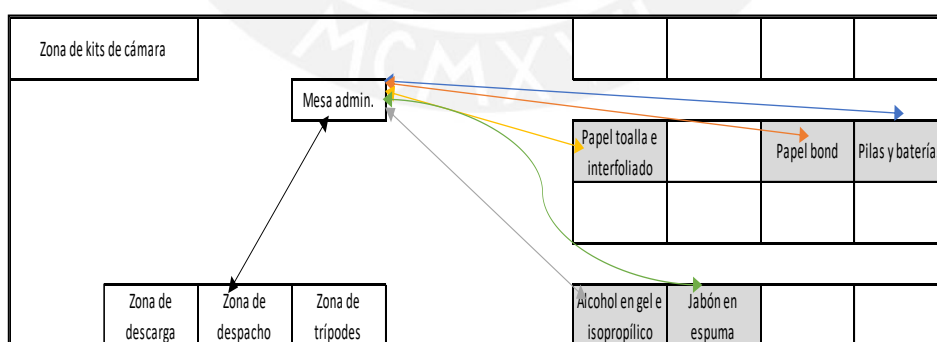 MCMXVII
Zona de kits de cámara
Mesa admin.
Papel toalla e
interfoliado
Papel bond
Pilas y batería
Zona de
descarga
Zona de
despacho
Zona de
trípodes
Alcohol en gel e
isopropílico
Jabón en
espuma